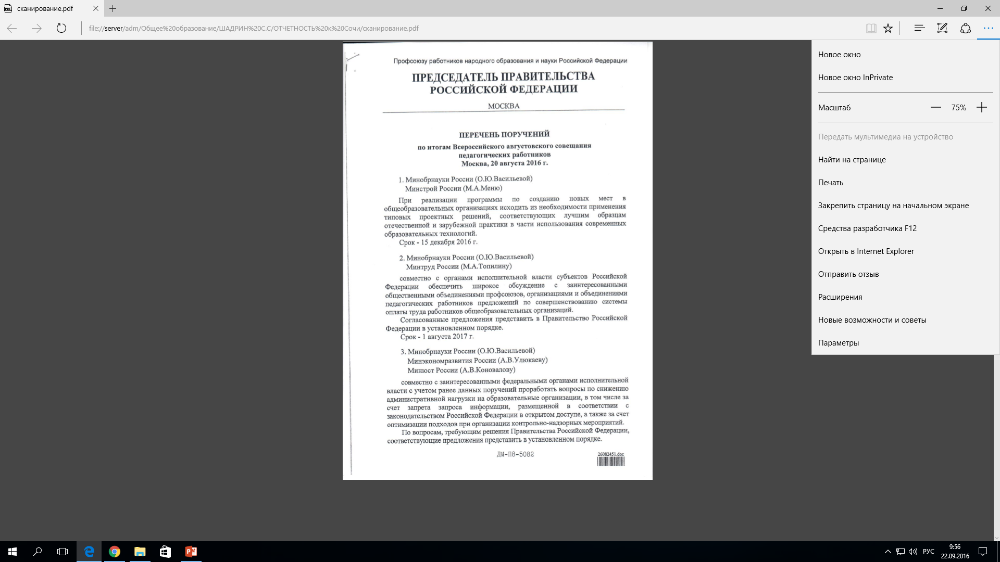 сканирование.pdf
file://server/adm/Общее%20образование/ШАДРИН%20С.С/ОТЧЕТНОСТЬ%20к%20Сочи/сканирование.pdf
Профсоюзу работников народного образования и науки Российской Федерации
ПРЕДСЕДАТЕЛЬ ПРАВИТЕЛЬСТВА
РОССИЙСКОЙ ФЕДЕРАЦИИ
МОСКВА
ПЕРЕЧЕНЬ ПОРУЧЕНИЙ
по итогам Всероссийского августовского совещания
педагогических работников
Москва, 20 августа 2016 г.
1. Минобрнауки России (О.Ю.Васильевой)
Минстрой России (М.А.Меню)
При реализации программы по созданию новых мест в
общеобразовательных организациях исходить из необходимости применения
типовых проектных решений, соответствующих лучшим образцам
отечественной и зарубежной практики в части использования современных
образовательных технологий.
Срок - 15 декабря 2016 г.
2. Минобрнауки России (О.Ю.Васильевой)
Минтруд России (М.А.Топилину)
совместно с органами исполнительной власти субъектов Российской
Федерации обеспечить широкое обсуждение с заинтересованными
общественными объединениями профсоюзов, организациями и объединениями
педагогических работников предложений по совершенствованию системы
оплаты труда работников общеобразовательных организаций.
Согласованные предложения представить в Правительство Российской
Федерации в установленном порядке.
Срок - 1 августа 2017 г.
3. Минобрнауки России (О.Ю.Васильевой)
Минэкономразвития России (А.В.Улюкаеву)
Минюст России (А.В.Коновалову)
совместно с заинтересованными федеральными органами исполнительной
власти с учетом ранее данных поручений проработать вопросы по снижению
административной нагрузки на образовательные организации, в том числе за
счет запрета запроса информации, размещенной в соответствии с
законодательством Российской Федерации в открытом доступе, а также за счет
оптимизации подходов при организации контрольно-надзорных мероприятий.
По вопросам, требующим решения Правительства Российской Федерации,
соответствующие предложения представить в установленном порядке.
ДМ-П8-5082
26082451.doc
Новое окно
Новое окно InPrivate
Масштаб 75%
Передать мультимедиа на устройство
Найти на странице
Печать
Закрепить страницу на начальном экране
Средства разработчика F12
Открыть в Internet Explorer
Отправить отзыв
Расширения
Новые возможности и советы
Параметры
РУС
9:56
22.09.2016